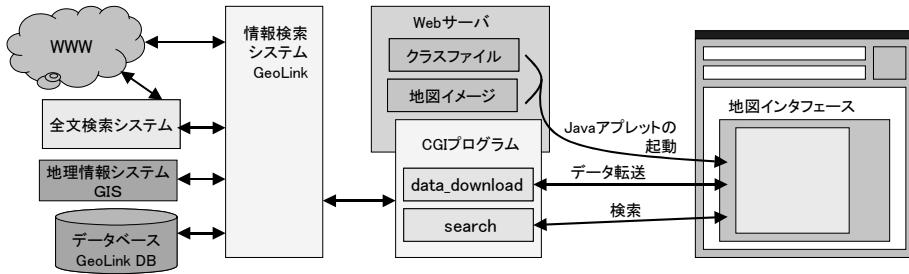 WWW
全文検索システム
地理情報システム
GIS
データベース
GeoLink DB
情報検索
システム
GeoLink
Webサーバ
クラスファイル
地図イメージ
CGIプログラム
data_download
search
Javaアプレットの
起動
データ転送
検索
地図インタフェース